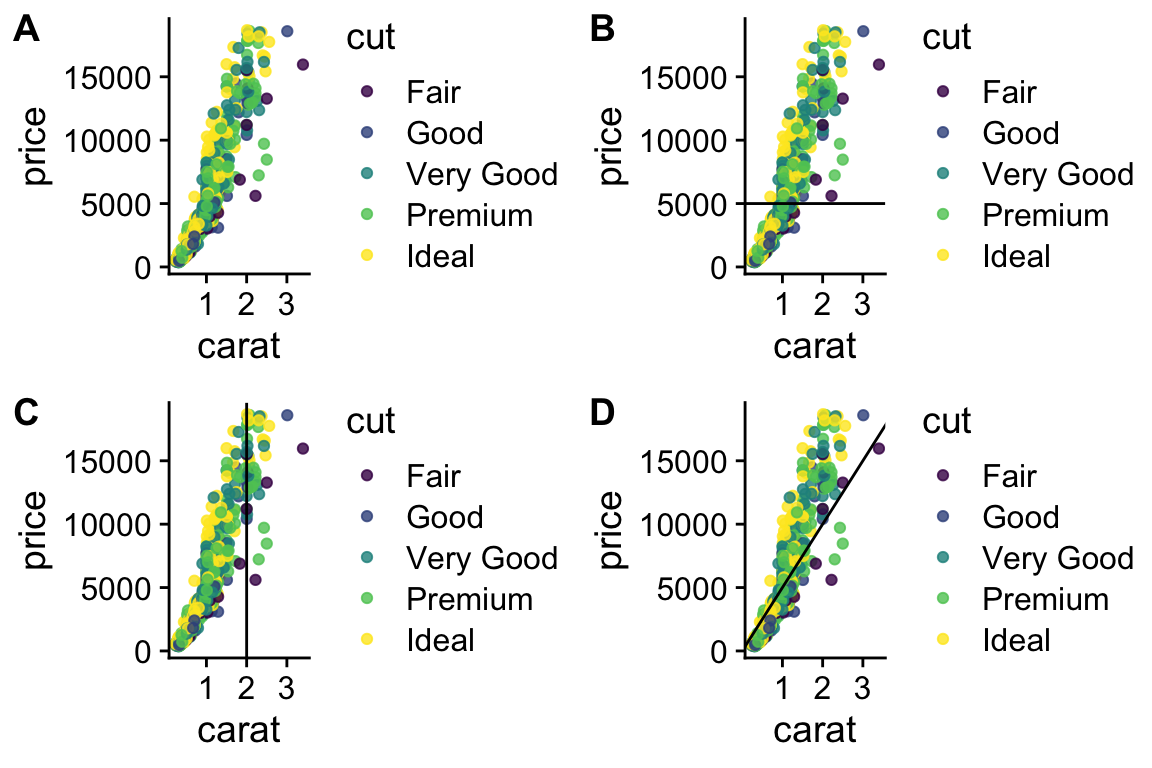 A
cut
15000
10000
5000
0
price
1 2 3
carat
Fair
Good
Very Good
Premium
Ideal
B
cut
15000
10000
5000
0
price
1 2 3
carat
Fair
Good
Very Good
Premium
Ideal
C
cut
15000
10000
5000
0
price
1 2 3
carat
Fair
Good
Very Good
Premium
Ideal
D
cut
15000
10000
5000
0
price
1 2 3
carat
Fair
Good
Very Good
Premium
Ideal